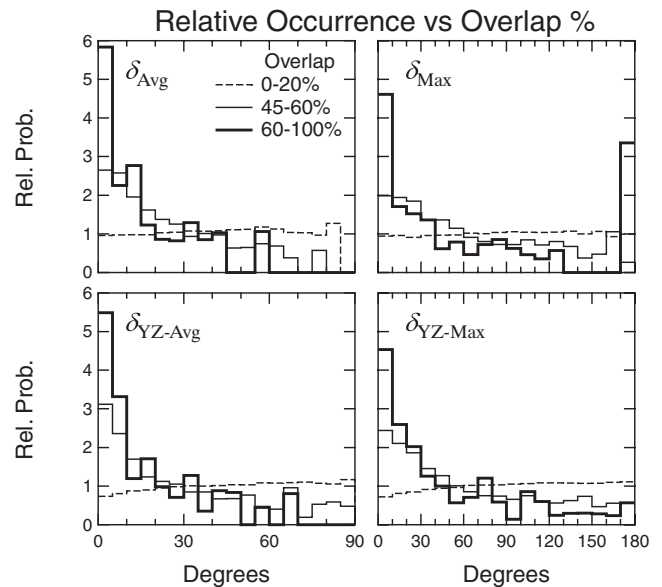 Relative Occurrence vs Overlap %
6
5
4
3
2
1
0
Rel. Prob.
δAvg
Overlap
0-20%
45-60%
60-100%
δMax
6
5
4
3
2
1
0
Rel. Prob.
δYZ-Avg
δYZ-Max
0 30 60 90
0 30 60 90 120 150 180
Degrees Degrees